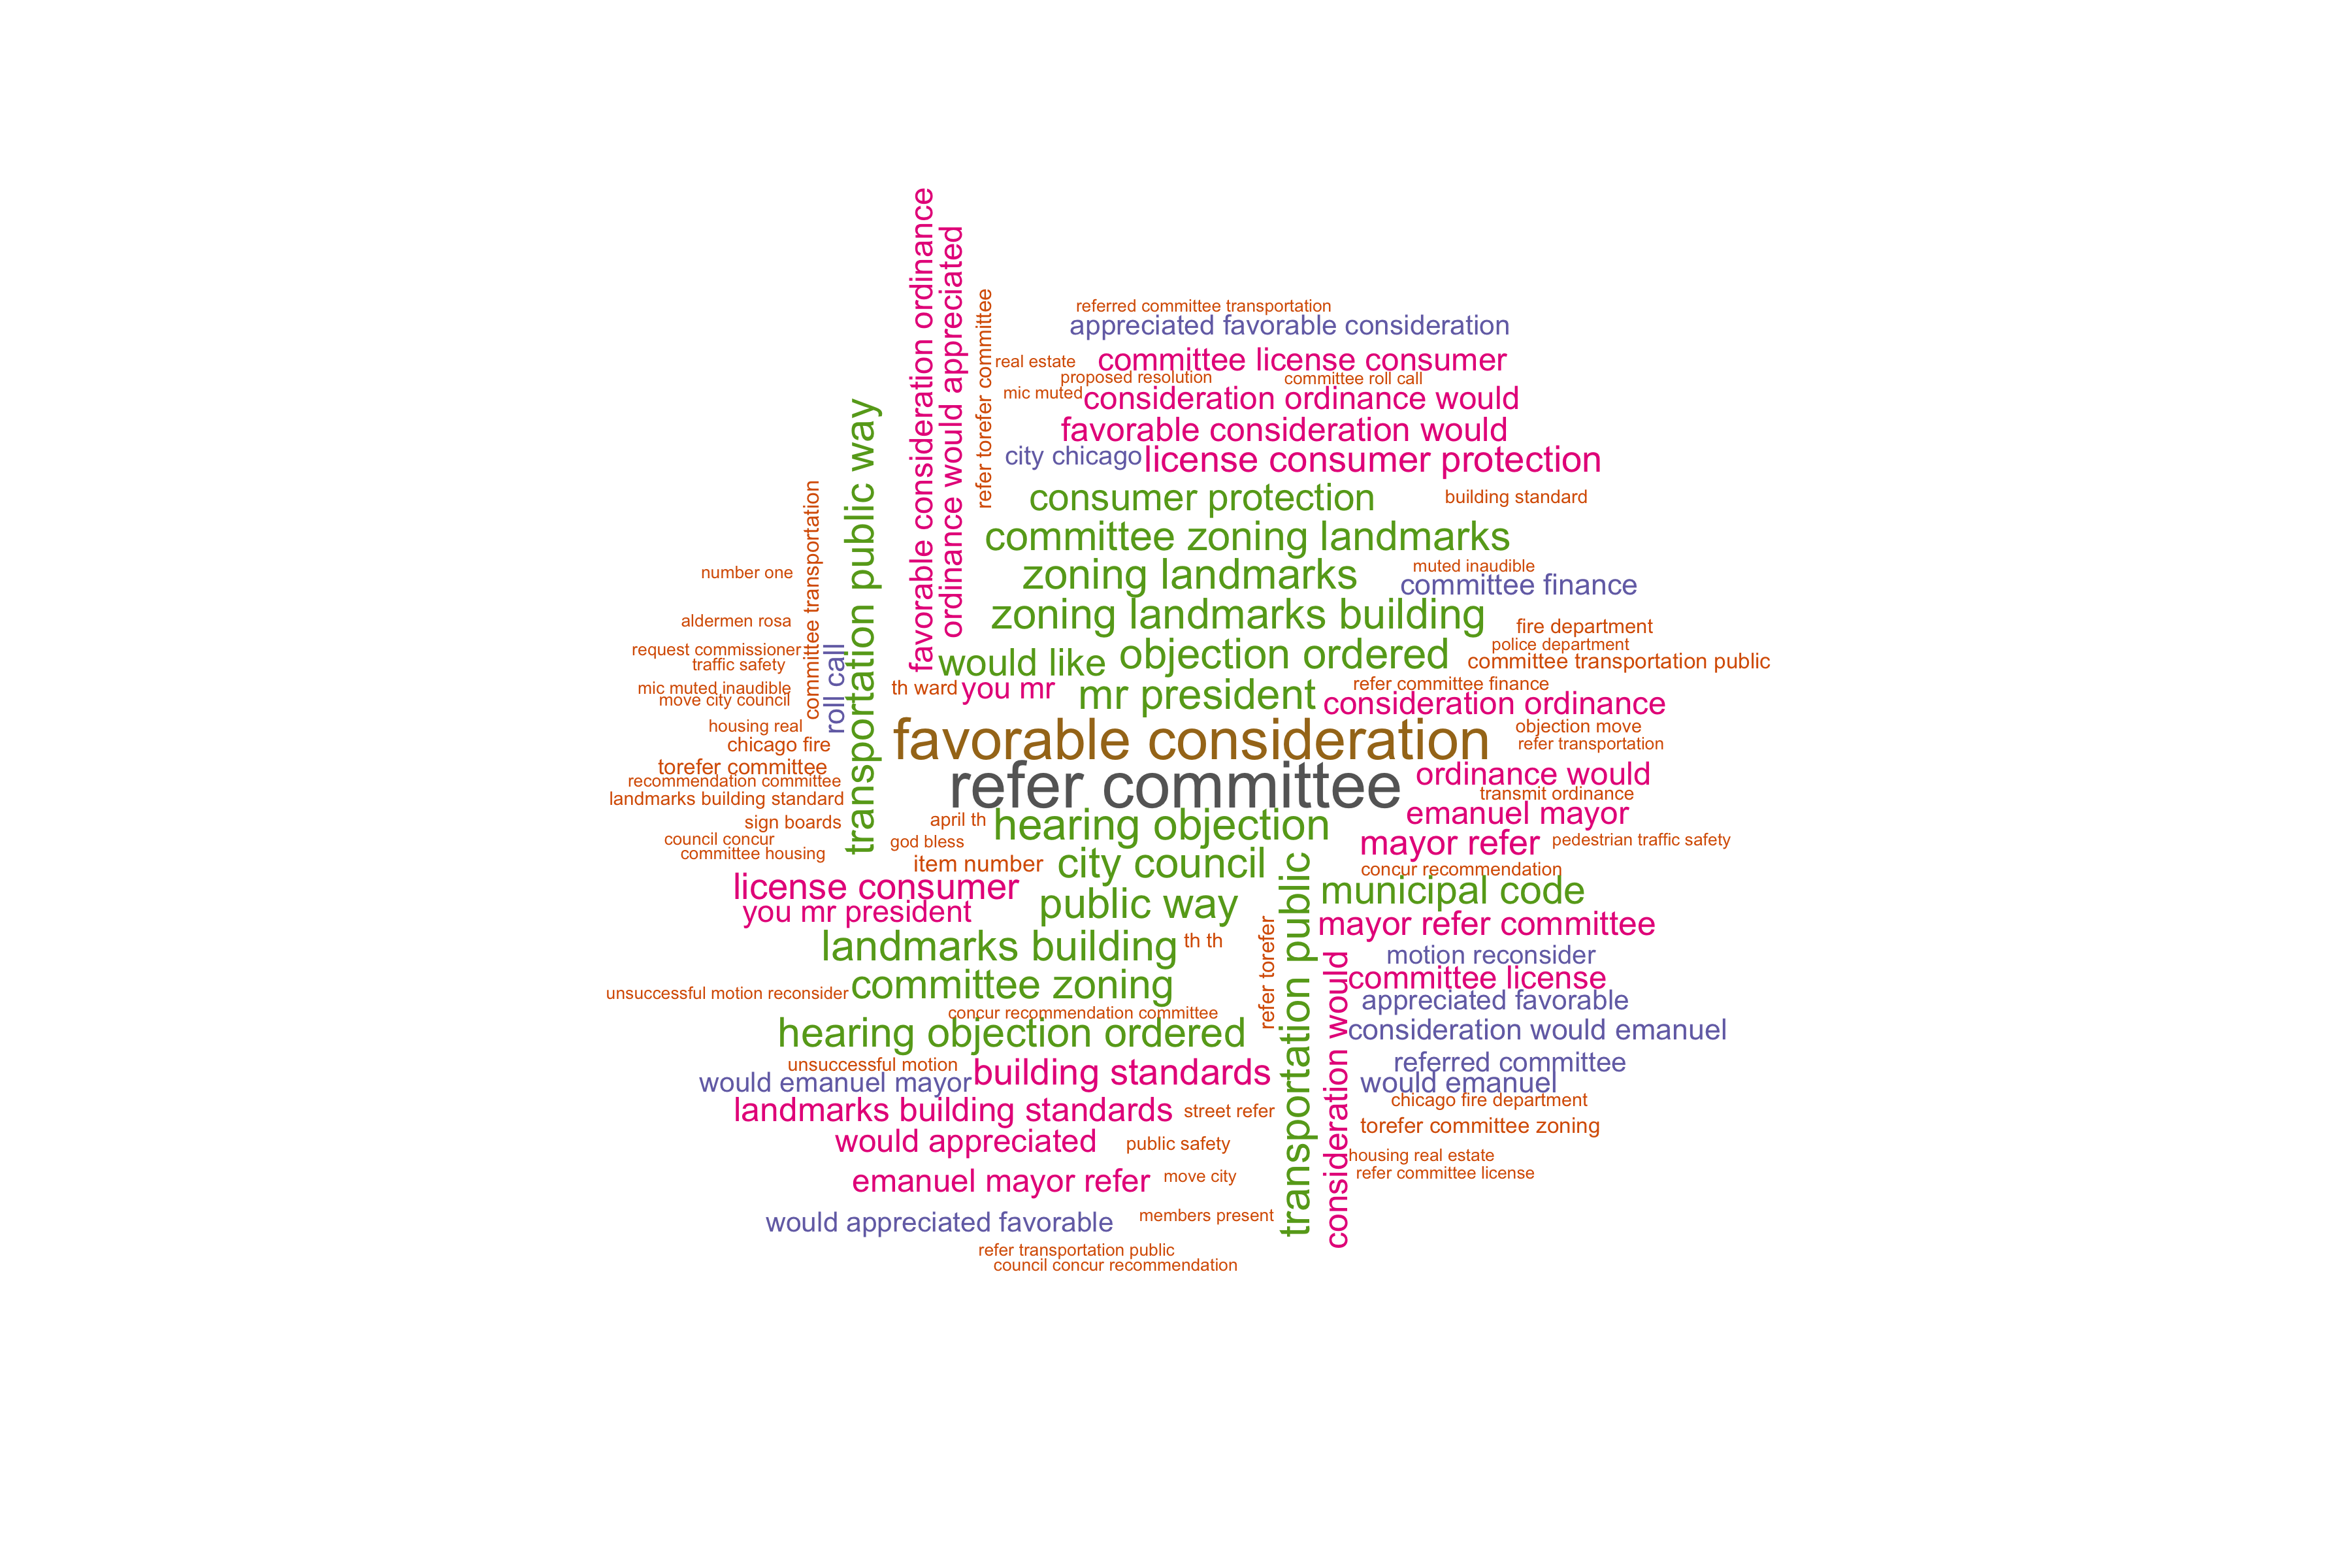 favorable consideration ordinance
ordinance would appreciated
refer torefer committee
referred committee transportation
appreciated favorable consideration
real estate
committee license consumer
proposed resolution
committee roll call
mic muted
consideration ordinance would
favorable consideration would
city chicago
license consumer protection
transportation public way
committee transportation
consumer protection
building standard
committee zoning landmarks
number one
zoning landmarks
muted inaudible
committee finance
zoning landmarks building
aldermen rosa
fire department
request commissioner
roll call
would like
objection ordered
police department
traffic safety
committee transportation public
mic muted inaudible
th ward
you mr
mr president
refer committee finance
move city council
consideration ordinance
housing real
favorable consideration
objection move
chicago fire
refer transportation
torefer committee
refer committee
ordinance would
recommendation committee
transmit ordinance
landmarks building standard
sign boards
april th
hearing objection
emanuel mayor
council concur
god bless
mayor refer
pedestrian traffic safety
committee housing
item number
city council
concur recommendation
license consumer
transportation public
municipal code
you mr president
public way
mayor refer committee
landmarks building
th th
refer torefer
motion reconsider
consideration would
committee license
unsuccessful motion reconsider
committee zoning
appreciated favorable
concur recommendation committee
hearing objection ordered
consideration would emanuel
unsuccessful motion
referred committee
would emanuel mayor
building standards
would emanuel
chicago fire department
landmarks building standards
street refer
torefer committee zoning
would appreciated
public safety
housing real estate
emanuel mayor refer
move city
refer committee license
would appreciated favorable
members present
refer transportation public
council concur recommendation